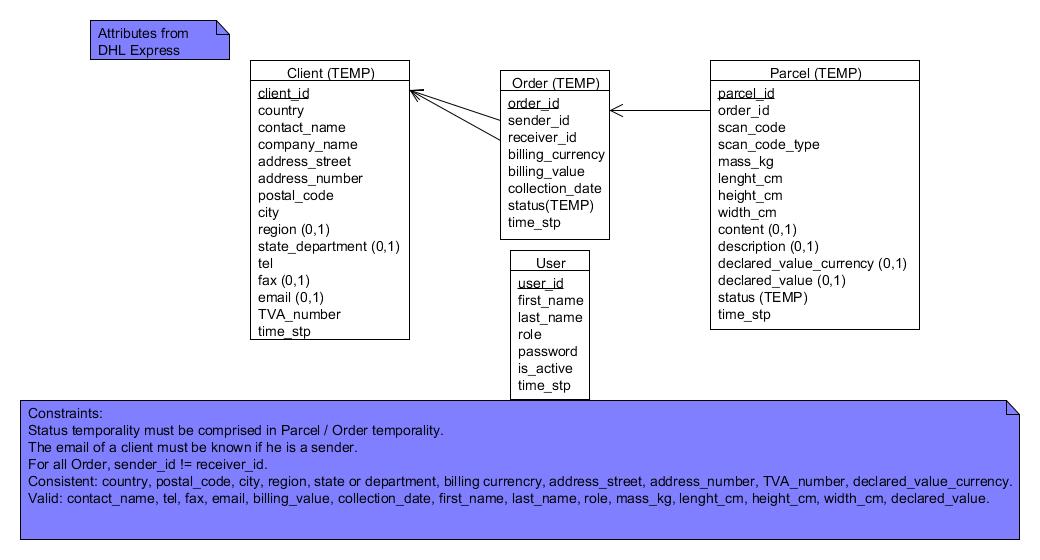 Attributes from
DHL Express
Client (TEMP)
client_id
country
contact_name
company_name
address_street
address_number
postal_code
city
region (0,1)
state_department (0,1)
tel
fax (0,1)
email (0,1)
TVA_number
time_stp
Order (TEMP)
order_id
sender_id
receiver_id
billing_currency
billing_value
collection_date
status(TEMP)
time_stp
Parcel (TEMP)
parcel_id
order_id
scan_code
scan_code_type
mass_kg
lenght_cm
height_cm
width_cm
content (0,1)
description (0,1)
declared_value_currency (0,1)
declared_value (0,1)
status (TEMP)
time_stp
User
user_id
first_name
last_name
role
password
is_active
time_stp
Constraints:
Status temporality must be comprised in Parcel / Order temporality.
The email of a client must be known if he is a sender.
For all Order, sender_id != receiver_id.
Consistent: country, postal_code, city, region, state or department, billing currrency, address_street, address_number, TVA_number, declared_value_currency.
Valid: contact_name, tel, fax, email, billing_value, collection_date, first_name, last_name, role, mass_kg, lenght_cm, height_cm, width_cm, declared_value.